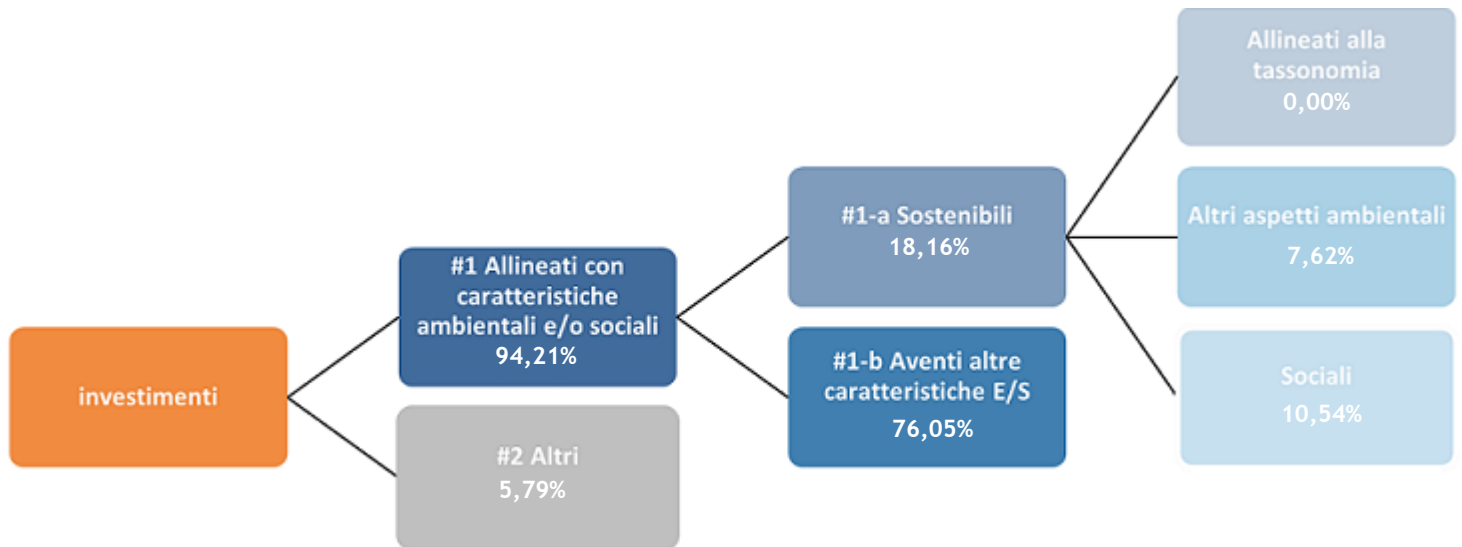 investimenti
#1 Allineati con
caratteristiche
ambientali e/o sociali
94,21%
#2 Altri
5,79%
#1-a Sostenibili
18,16%
#1-b Aventi altre
caratteristiche E/S
76,05%
Allineati alla
tassonomia
0,00%
Altri aspetti ambientali
7,62%
Sociali
10,54%